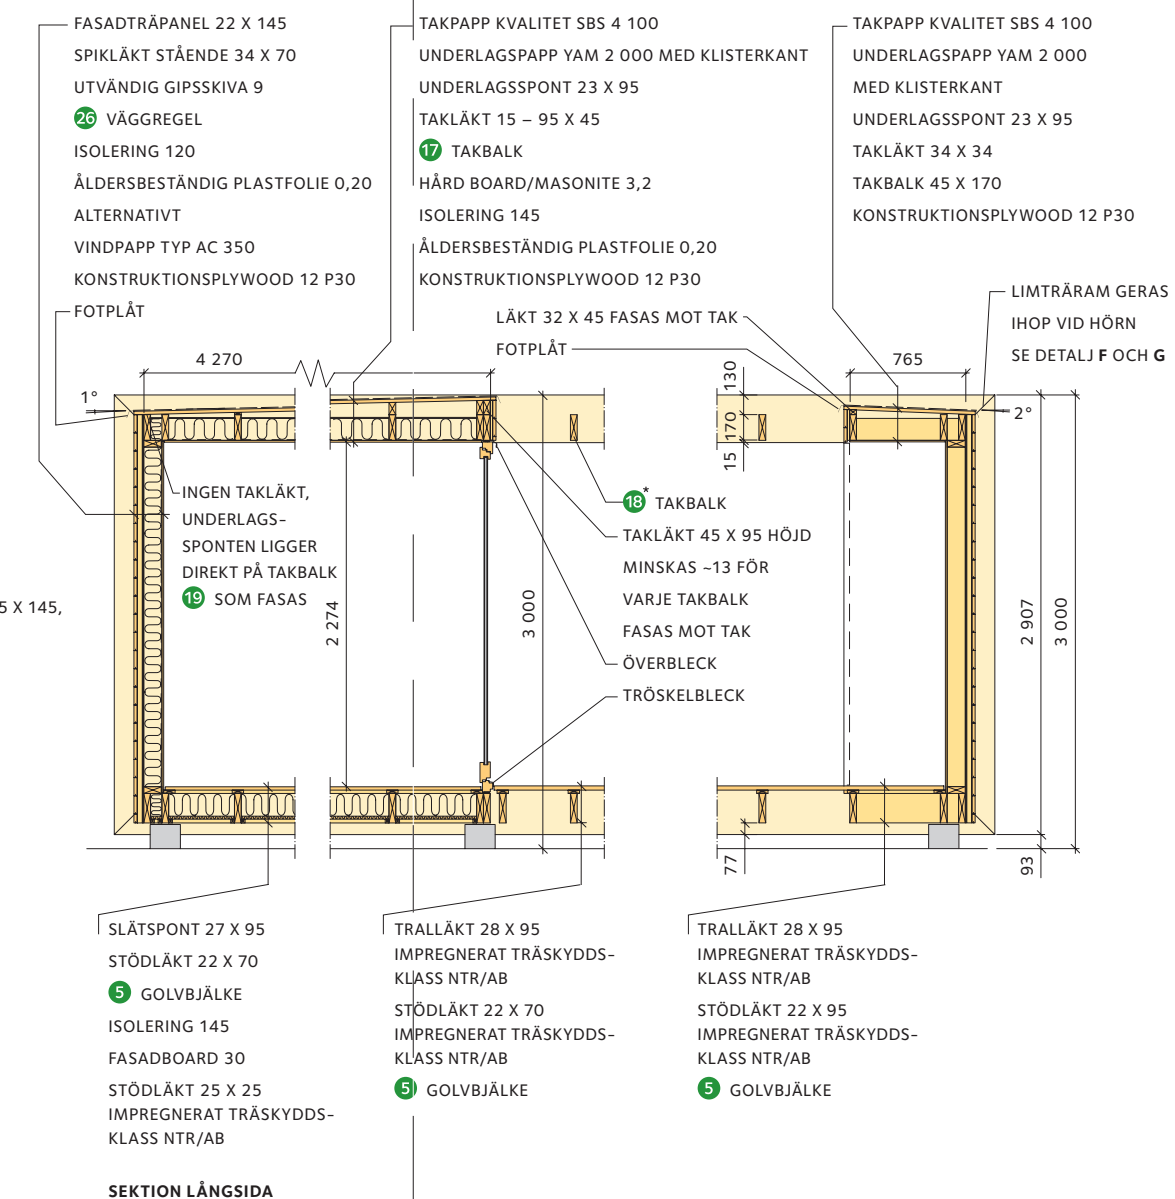 FASADTRÄPANEL 22 X 145
SPIKLÄKT STÅENDE 34 X 70
UTVÄNDIG GIPSSKIVA 9
26 VÄGGREGEL
ISOLERING 120
ÅLDERSBESTÄNDIG PLASTFOLIE 0,20
ALTERNATIVT
VINDPAPP TYP AC 350
KONSTRUKTIONSPLYWOOD 12 P30
FOTPLÅT
TAKPAPP KVALITET SBS 4 100
UNDERLAGSPAPP YAM 2 000 MED KLISTERKANT
UNDERLAGSSPONT 23 X 95
TAKLÄKT 15 – 95 X 45
17 TAKBALK
HÅRD BOARD/MASONITE 3,2
ISOLERING 145
ÅLDERSBESTÄNDIG PLASTFOLIE 0,20
KONSTRUKTIONSPLYWOOD 12 P30
LÄKT 32 X 45 FASAS MOT TAK
FOTPLÅT
TAKPAPP KVALITET SBS 4 100
UNDERLAGSPAPP YAM 2 000
MED KLISTERKANT
UNDERLAGSSPONT 23 X 95
TAKLÄKT 34 X 34
TAKBALK 45 X 170
KONSTRUKTIONSPLYWOOD 12 P30
LIMTRÄRAM GERAS
IHOP VID HÖRN
SE DETALJ F OCH G
4 270
765
130
170
15
1°
2°
INGEN TAKLÄKT,
UNDERLAGS-
SPONTEN LIGGER
DIREKT PÅ TAKBALK
19 SOM FASAS
5 X 145,
2 274
3 000
18* TAKBALK
TAKLÄKT 45 X 95 HÖJD
MINSKAS ~13 FÖR
VARJE TAKBALK
FASAS MOT TAK
ÖVERBLECK
TRÖSKELBLECK
2 907
3 000
77
93
SLÄTSPONT 27 X 95
STÖDLÄKT 22 X 70
5 GOLVBJÄLKE
ISOLERING 145
FASADBOARD 30
STÖDLÄKT 25 X 25
IMPREGNERAT TRÄSKYDDS-
KLASS NTR/AB
TRALLÄKT 28 X 95
IMPREGNERAT TRÄSKYDDS-
KLASS NTR/AB
STÖDLÄKT 22 X 70
IMPREGNERAT TRÄSKYDDS-
KLASS NTR/AB
5 GOLVBJÄLKE
TRALLÄKT 28 X 95
IMPREGNERAT TRÄSKYDDS-
KLASS NTR/AB
STÖDLÄKT 22 X 95
IMPREGNERAT TRÄSKYDDS-
KLASS NTR/AB
5 GOLVBJÄLKE
SEKTION LÅNGSIDA